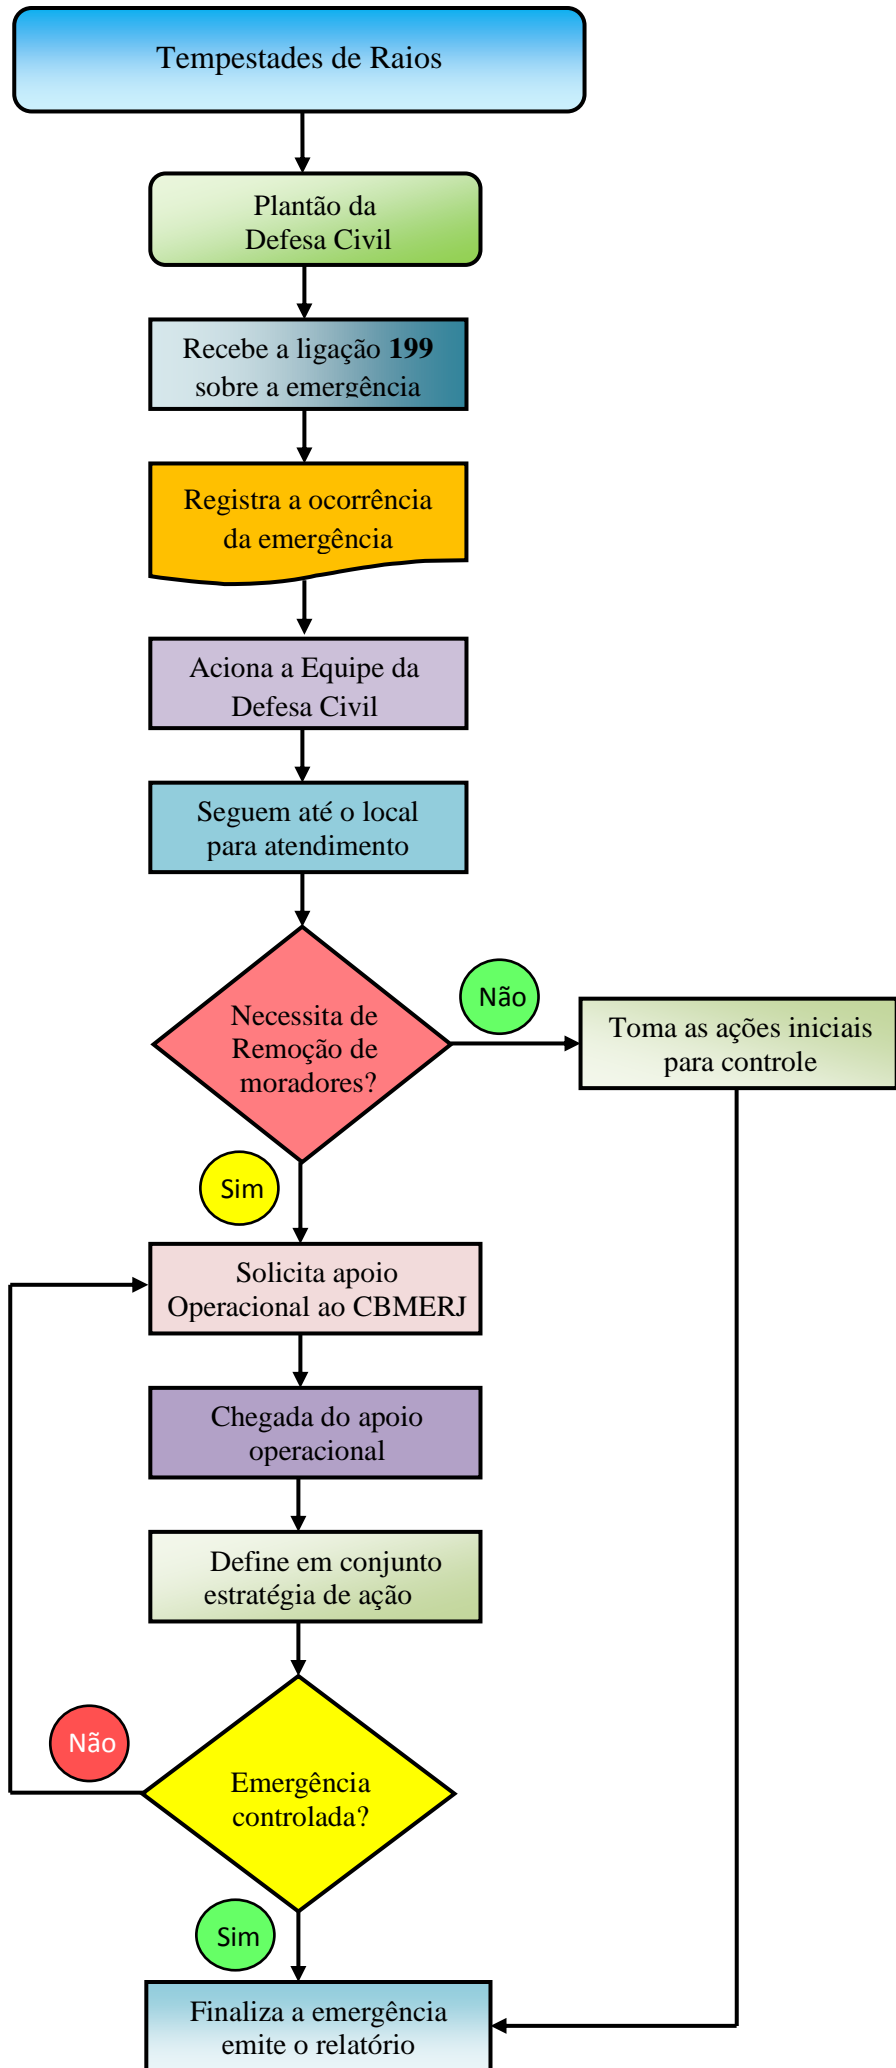 Tempestades de Raios
Plantão da
Defesa Civil
Recebe a ligação 199
sobre a emergência
Registra a ocorrência
da emergência
Aciona a Equipe da
Defesa Civil
Seguem até o local
para atendimento
Necessita de
Remoção de
moradores?
Não
Toma as ações iniciais
para controle
Sim
Solicita apoio
Operacional ao CBMERJ
Chegada do apoio
operacional
Define em conjunto
estratégia de ação
Não
Emergência
controlada?
Sim
Finaliza a emergência
emite o relatório